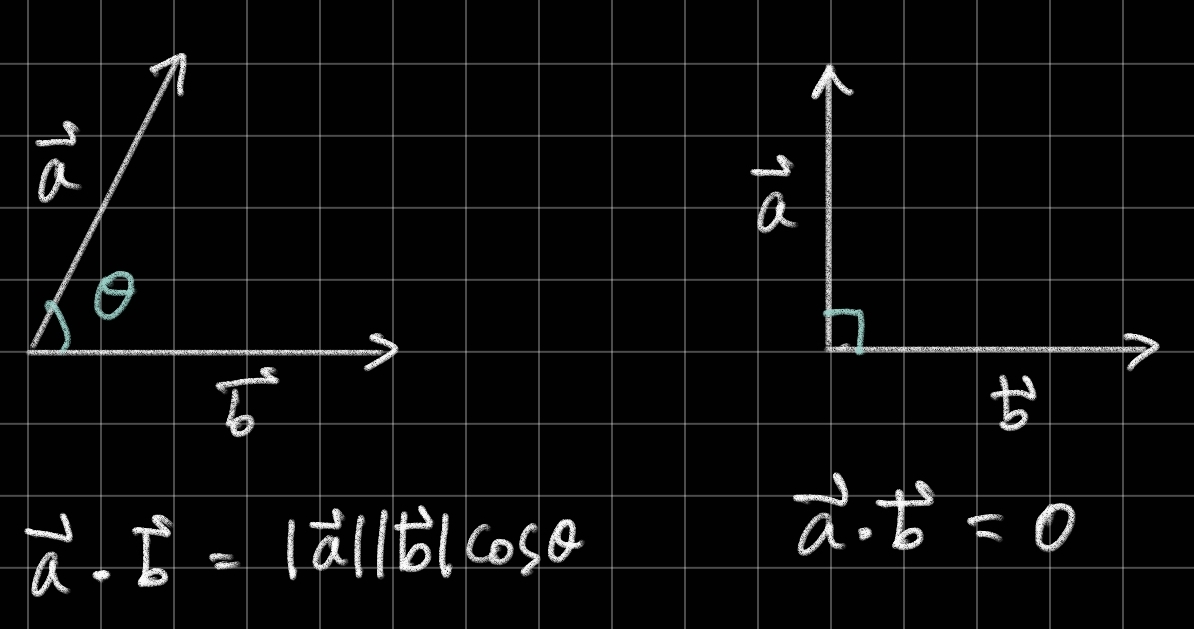 a⃗
θ
b⃗
a⃗ · b⃗ = |a⃗||b⃗| cosθ
a⃗
b⃗
a⃗ · b⃗ = 0